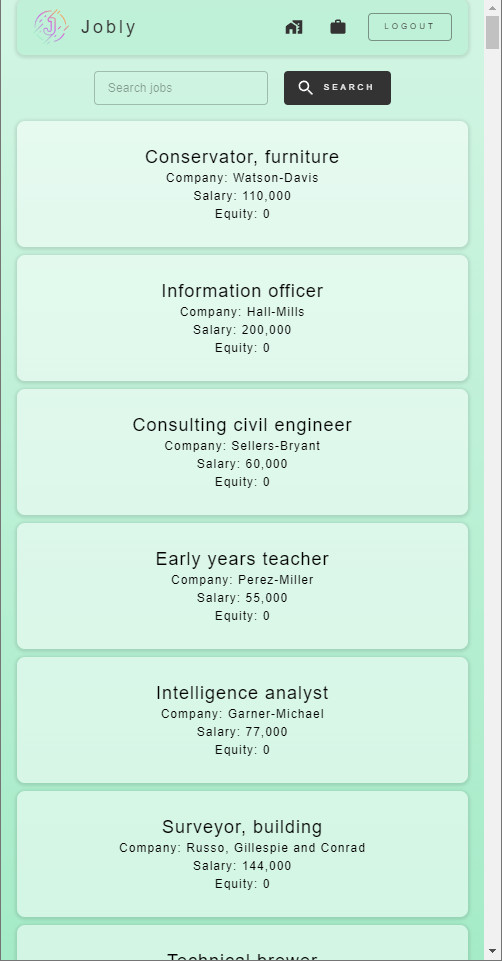 Jobly
LOGOUT
Search jobs
SEARCH
Conservator, furniture
Company: Watson-Davis
Salary: 110,000
Equity: 0
Information officer
Company: Hall-Mills
Salary: 200,000
Equity: 0
Consulting civil engineer
Company: Sellers-Bryant
Salary: 60,000
Equity: 0
Early years teacher
Company: Perez-Miller
Salary: 55,000
Equity: 0
Intelligence analyst
Company: Garner-Michael
Salary: 77,000
Equity: 0
Surveyor, building
Company: Russo, Gillespie and Conrad
Salary: 144,000
Equity: 0
Technical brewer